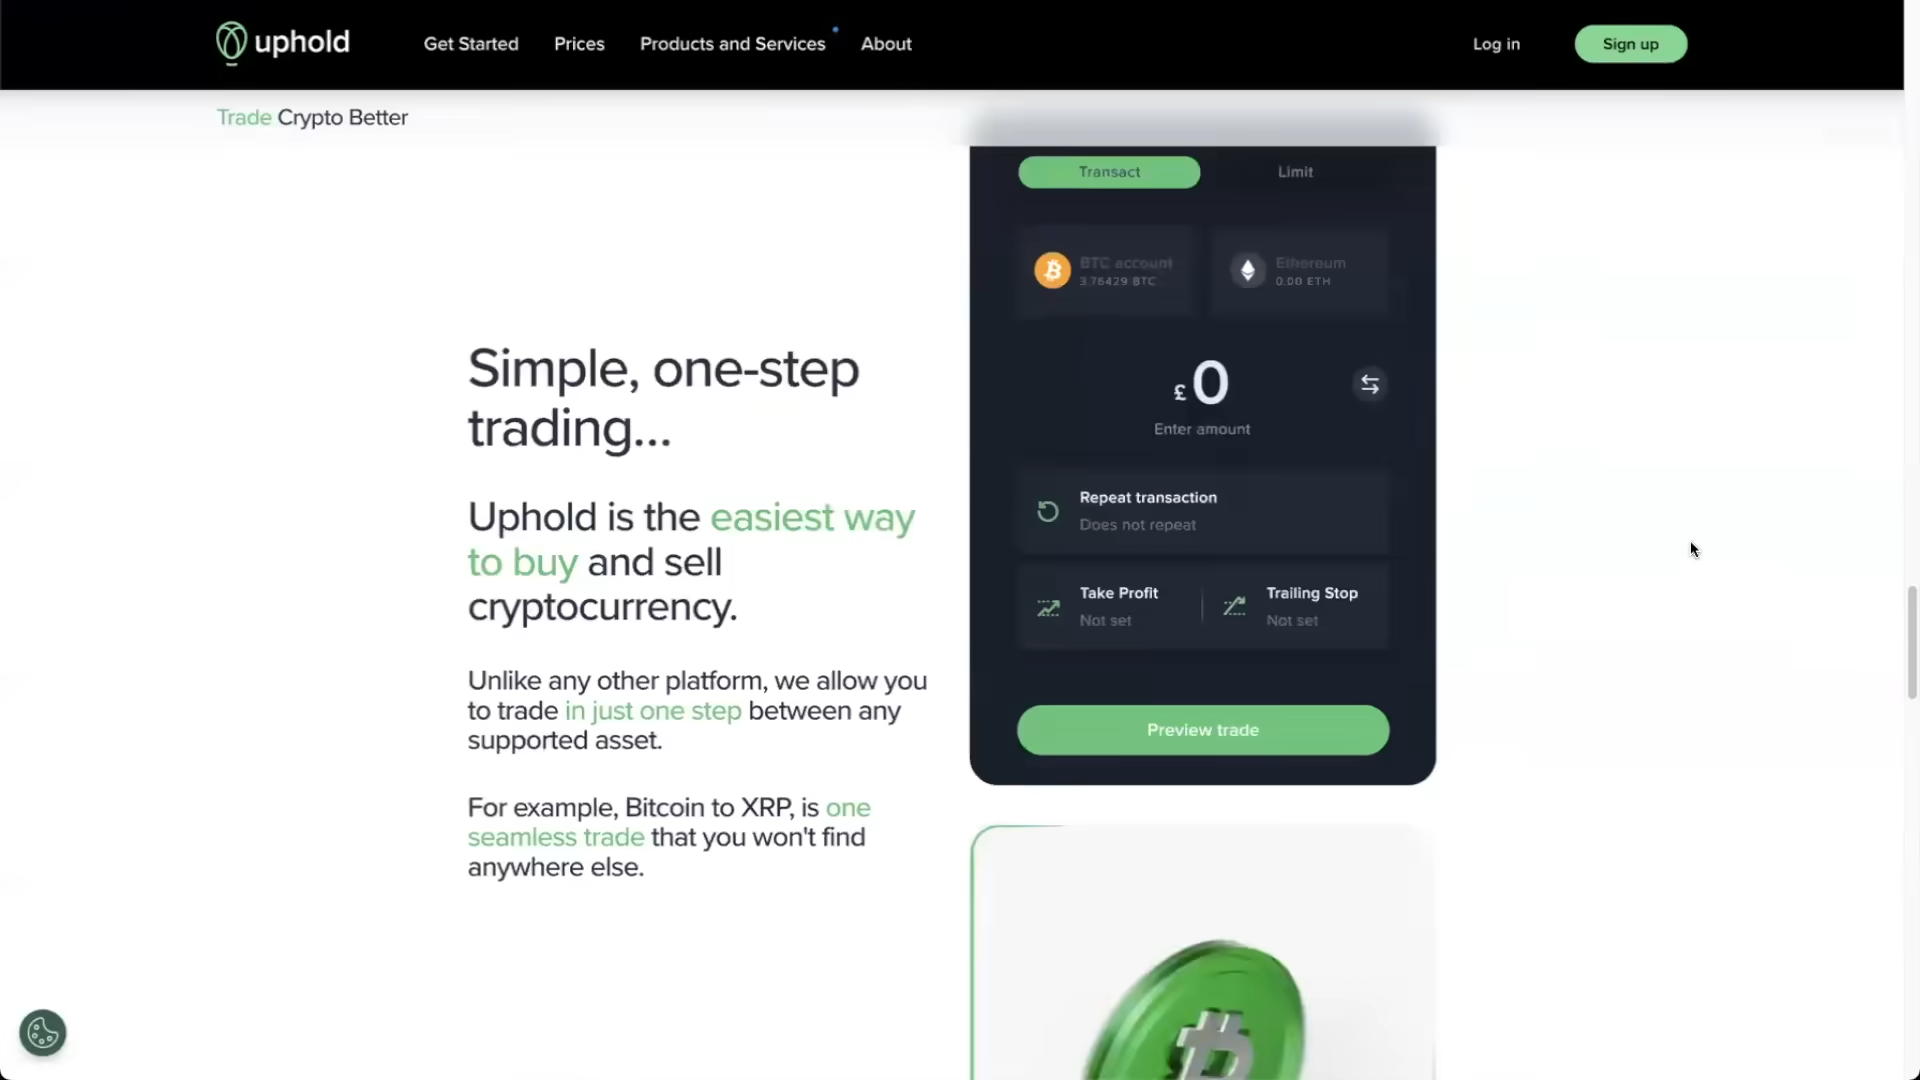 uphold
Get Started
Prices
Products and Services
About
Log in
Sign up
Trade Crypto Better
Simple, one-step
trading...
Uphold is the easiest way
to buy and sell
cryptocurrency.
Unlike any other platform, we allow you
to trade in just one step between any
supported asset.
For example, Bitcoin to XRP, is one
seamless trade that you won't find
anywhere else.
Transact
Limit
BTC account
3.76429 BTC
Ethereum
0.00 ETH
£0
Enter amount
Repeat transaction
Does not repeat
Take Profit
Not set
Trailing Stop
Not set
Preview trade